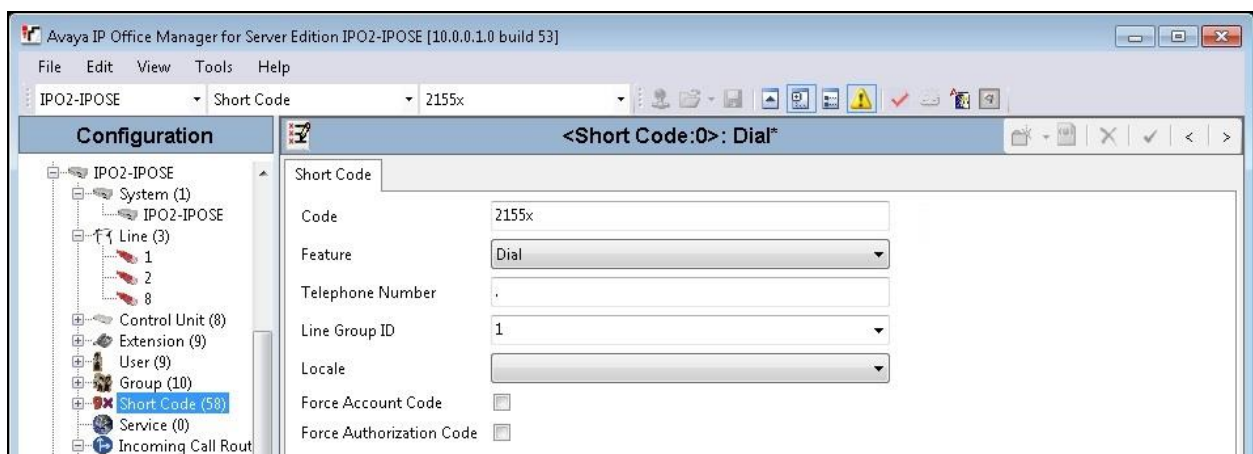 Avaya IP Office Manager for Server Edition IPO2-IPOSE [10.0.0.1.0 build 53]
File Edit View Tools Help
IPO2-IPOSE Short Code 2155x
Configuration
<Short Code:0>: Dial*
IPO2-IPOSE
System (1)
IPO2-IPOSE
Line (3)
1
2
8
Control Unit (8)
Extension (9)
User (9)
Group (10)
Short Code (58)
Service (0)
Incoming Call Rout
Short Code
Code 2155x
Feature Dial
Telephone Number .
Line Group ID 1
Locale
Force Account Code
Force Authorization Code